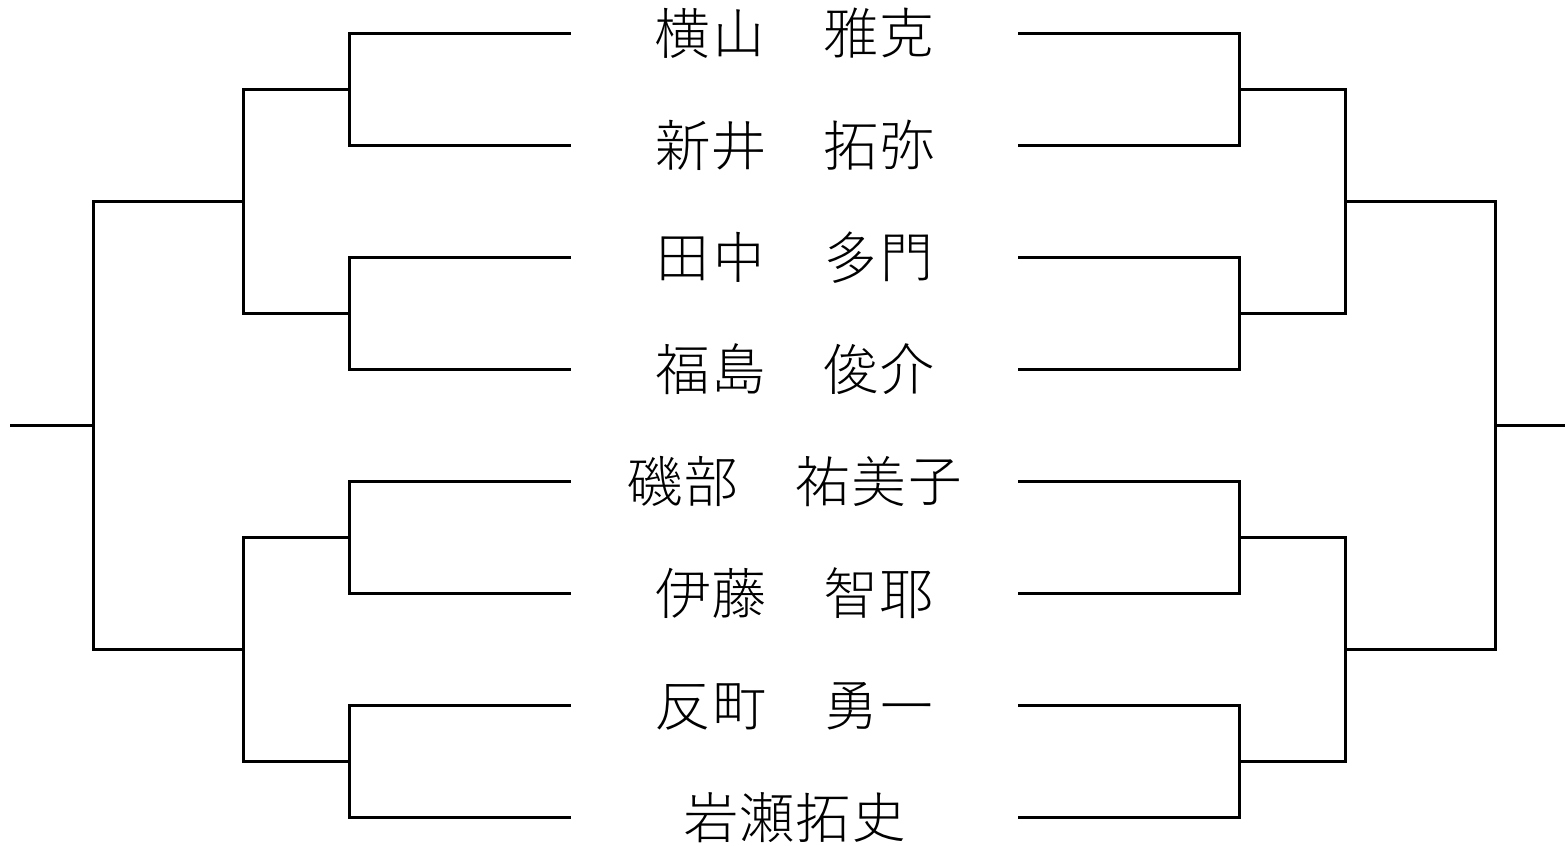 横山　雅克
新井　拓弥
田中　多門
福島　俊介
磯部　祐美子
伊藤　智耶
反町　勇一
岩瀬拓史